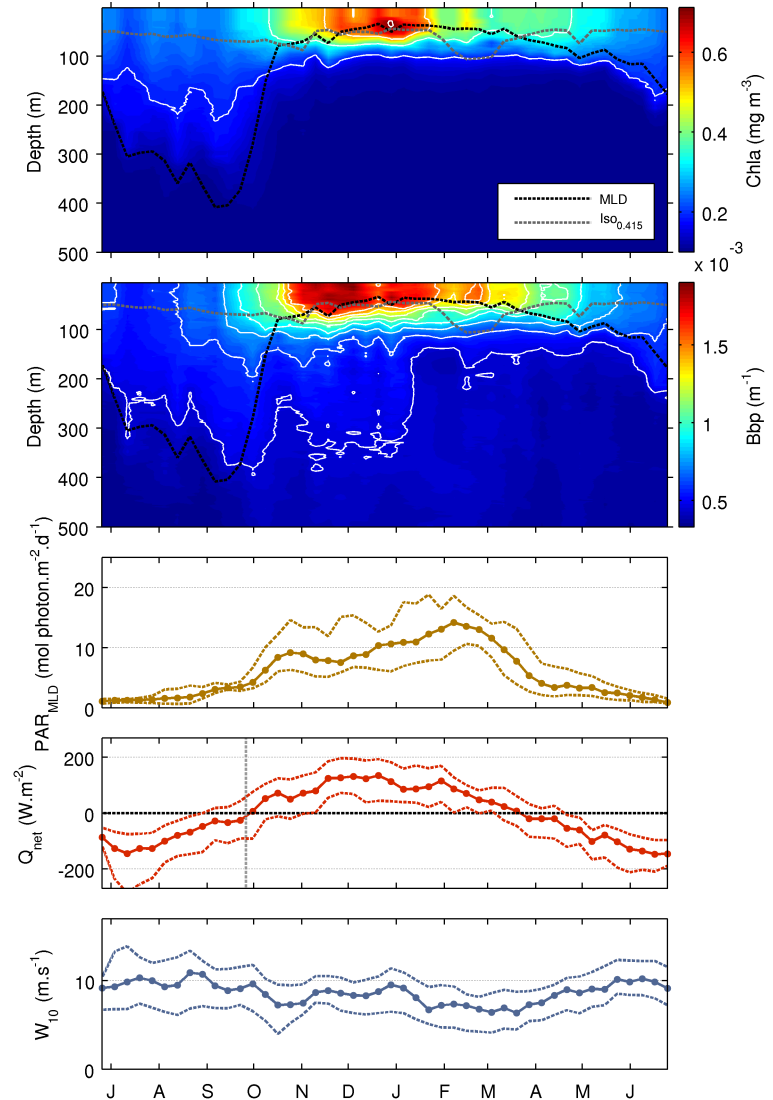 100
200
300
400
500
Depth (m)
MLD
Iso0.415
0.6
0.4
0.2
Chla (mg m-3)
x 10-3
100
200
300
400
500
Depth (m)
1.5
1
0.5
Bbp (m-1)
20
10
0
PARMLD (mol photon.m-2.d-1)
200
0
-200
Qnet (W.m-2)
10
0
W10 (m.s-1)
J A S O N D J F M A M J